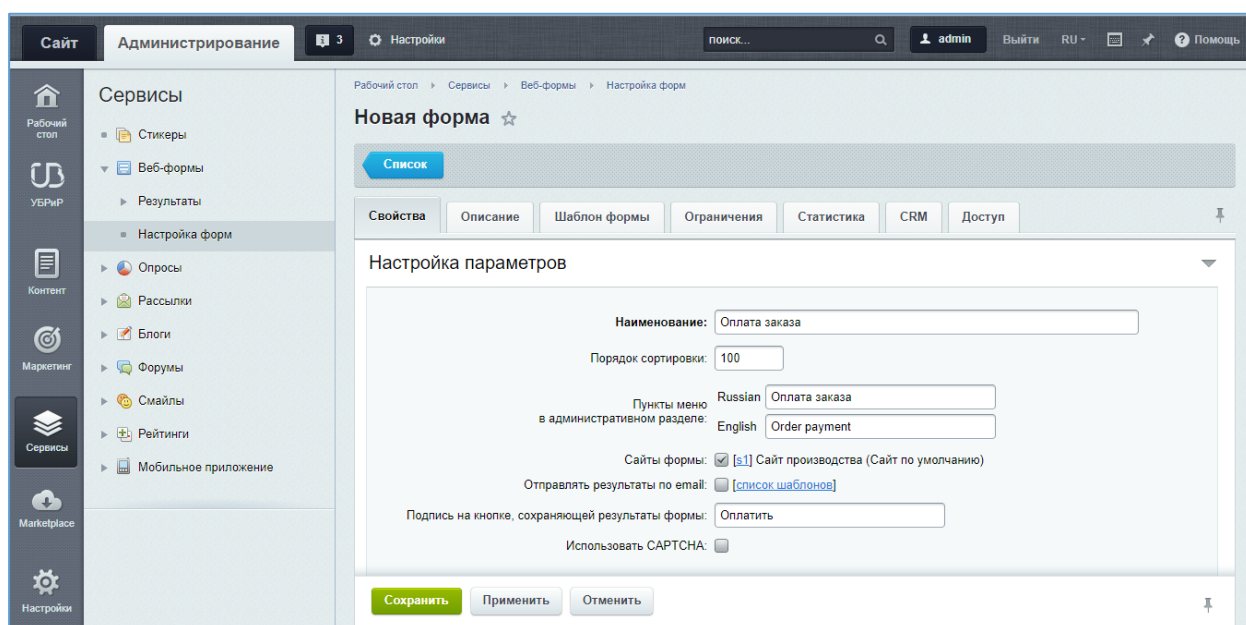 Сайт
Администрирование
3
Настройки
поиск...
admin
Выйти
RU
Помощь
Рабочий
стол
УБРиР
Контент
Маркетинг
Сервисы
Marketplace
Настройки
Сервисы
Стикеры
Веб-формы
Результаты
Настройка форм
Опросы
Рассылки
Блоги
Форумы
Смайлы
Рейтинги
Мобильное приложение
Рабочий стол Сервисы Веб-формы Настройка форм
Новая форма
Список
Свойства Описание Шаблон формы Ограничения Статистика CRM Доступ
Настройка параметров
Наименование: Оплата заказа
Порядок сортировки: 100
Пункты меню
в административном разделе:
Russian Оплата заказа
English Order payment
Сайты формы: [s1] Сайт производства (Сайт по умолчанию)
Отправлять результаты по email: [список шаблонов]
Подпись на кнопке, сохраняющей результаты формы: Оплатить
Использовать CAPTCHA:
Сохранить Применить Отменить